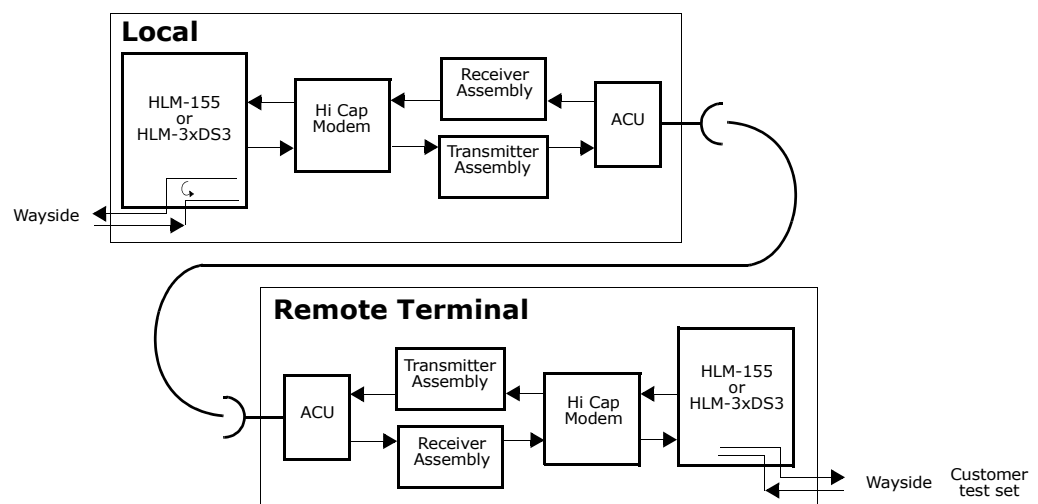 Local
HLM-155
or
HLM-3xDS3
Hi Cap
Modem
Receiver
Assembly
Transmitter
Assembly
ACU
Wayside
Remote Terminal
ACU
Transmitter
Assembly
Receiver
Assembly
Hi Cap
Modem
HLM-155
or
HLM-3xDS3
Wayside
Customer
test set